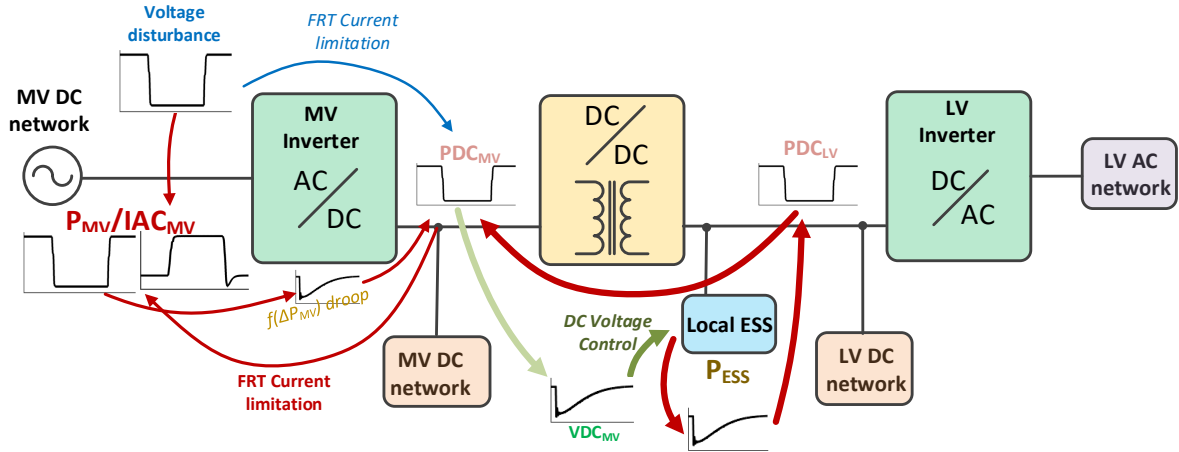 Voltage
disturbance
FRT Current
limitation
MV DC
network
MV
Inverter
AC
DC
PDC_MV
DC
DC
PDC_LV
LV
Inverter
DC
AC
LV AC
network
P_MV/IAC_MV
f(ΔP_MV) droop
FRT Current
limitation
MV DC
network
DC Voltage
Control
Local ESS
P_ESS
LV DC
network
VDC_MV